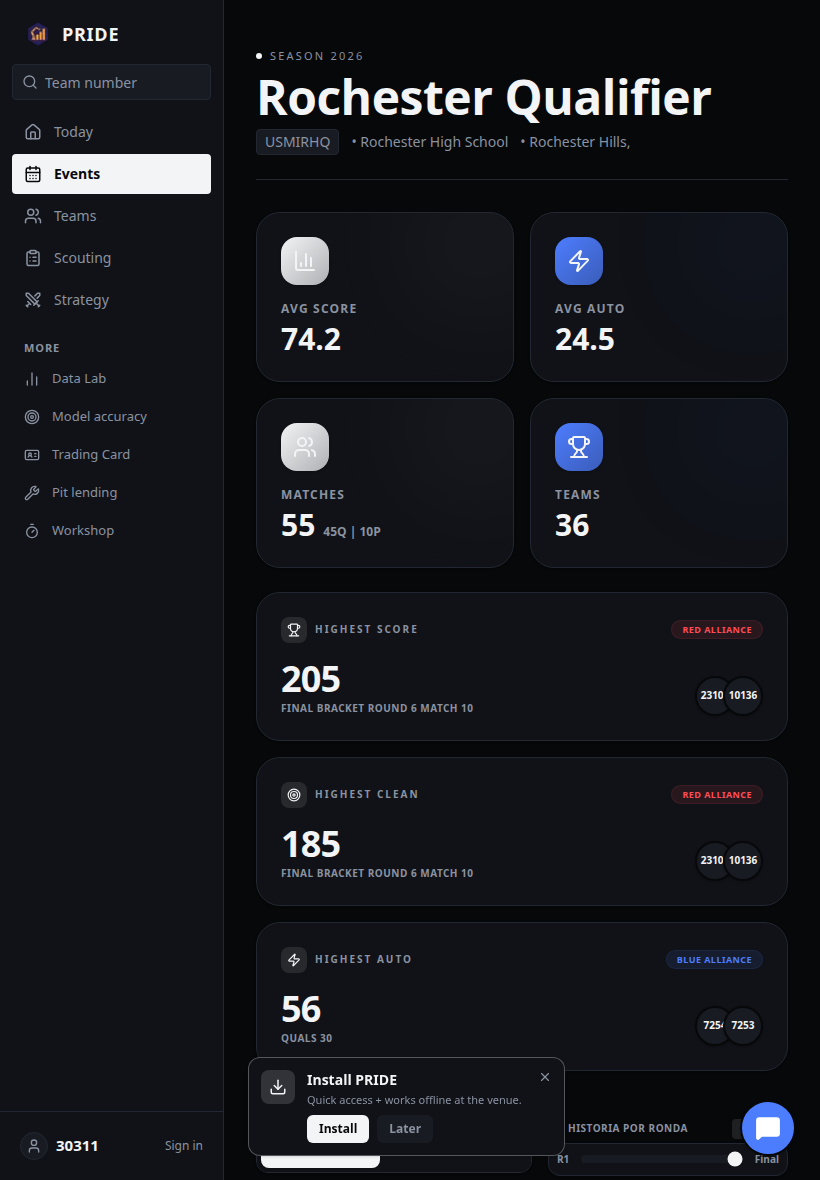 PRIDE
Team number
Today
Events
Teams
Scouting
Strategy
MORE
Data Lab
Model accuracy
Trading Card
Pit lending
Workshop
30311 Sign in
SEASON 2026
Rochester Qualifier
USMIRHQ • Rochester High School • Rochester Hills,
AVG SCORE
74.2
AVG AUTO
24.5
MATCHES
55 45Q | 10P
TEAMS
36
HIGHEST SCORE RED ALLIANCE
205
FINAL BRACKET ROUND 6 MATCH 10
2310 10136
HIGHEST CLEAN RED ALLIANCE
185
FINAL BRACKET ROUND 6 MATCH 10
2310 10136
HIGHEST AUTO BLUE ALLIANCE
56
QUALS 30
7254 7253
Install PRIDE
Quick access + works offline at the venue.
Install Later
HISTORIA POR RONDA
R1 Final